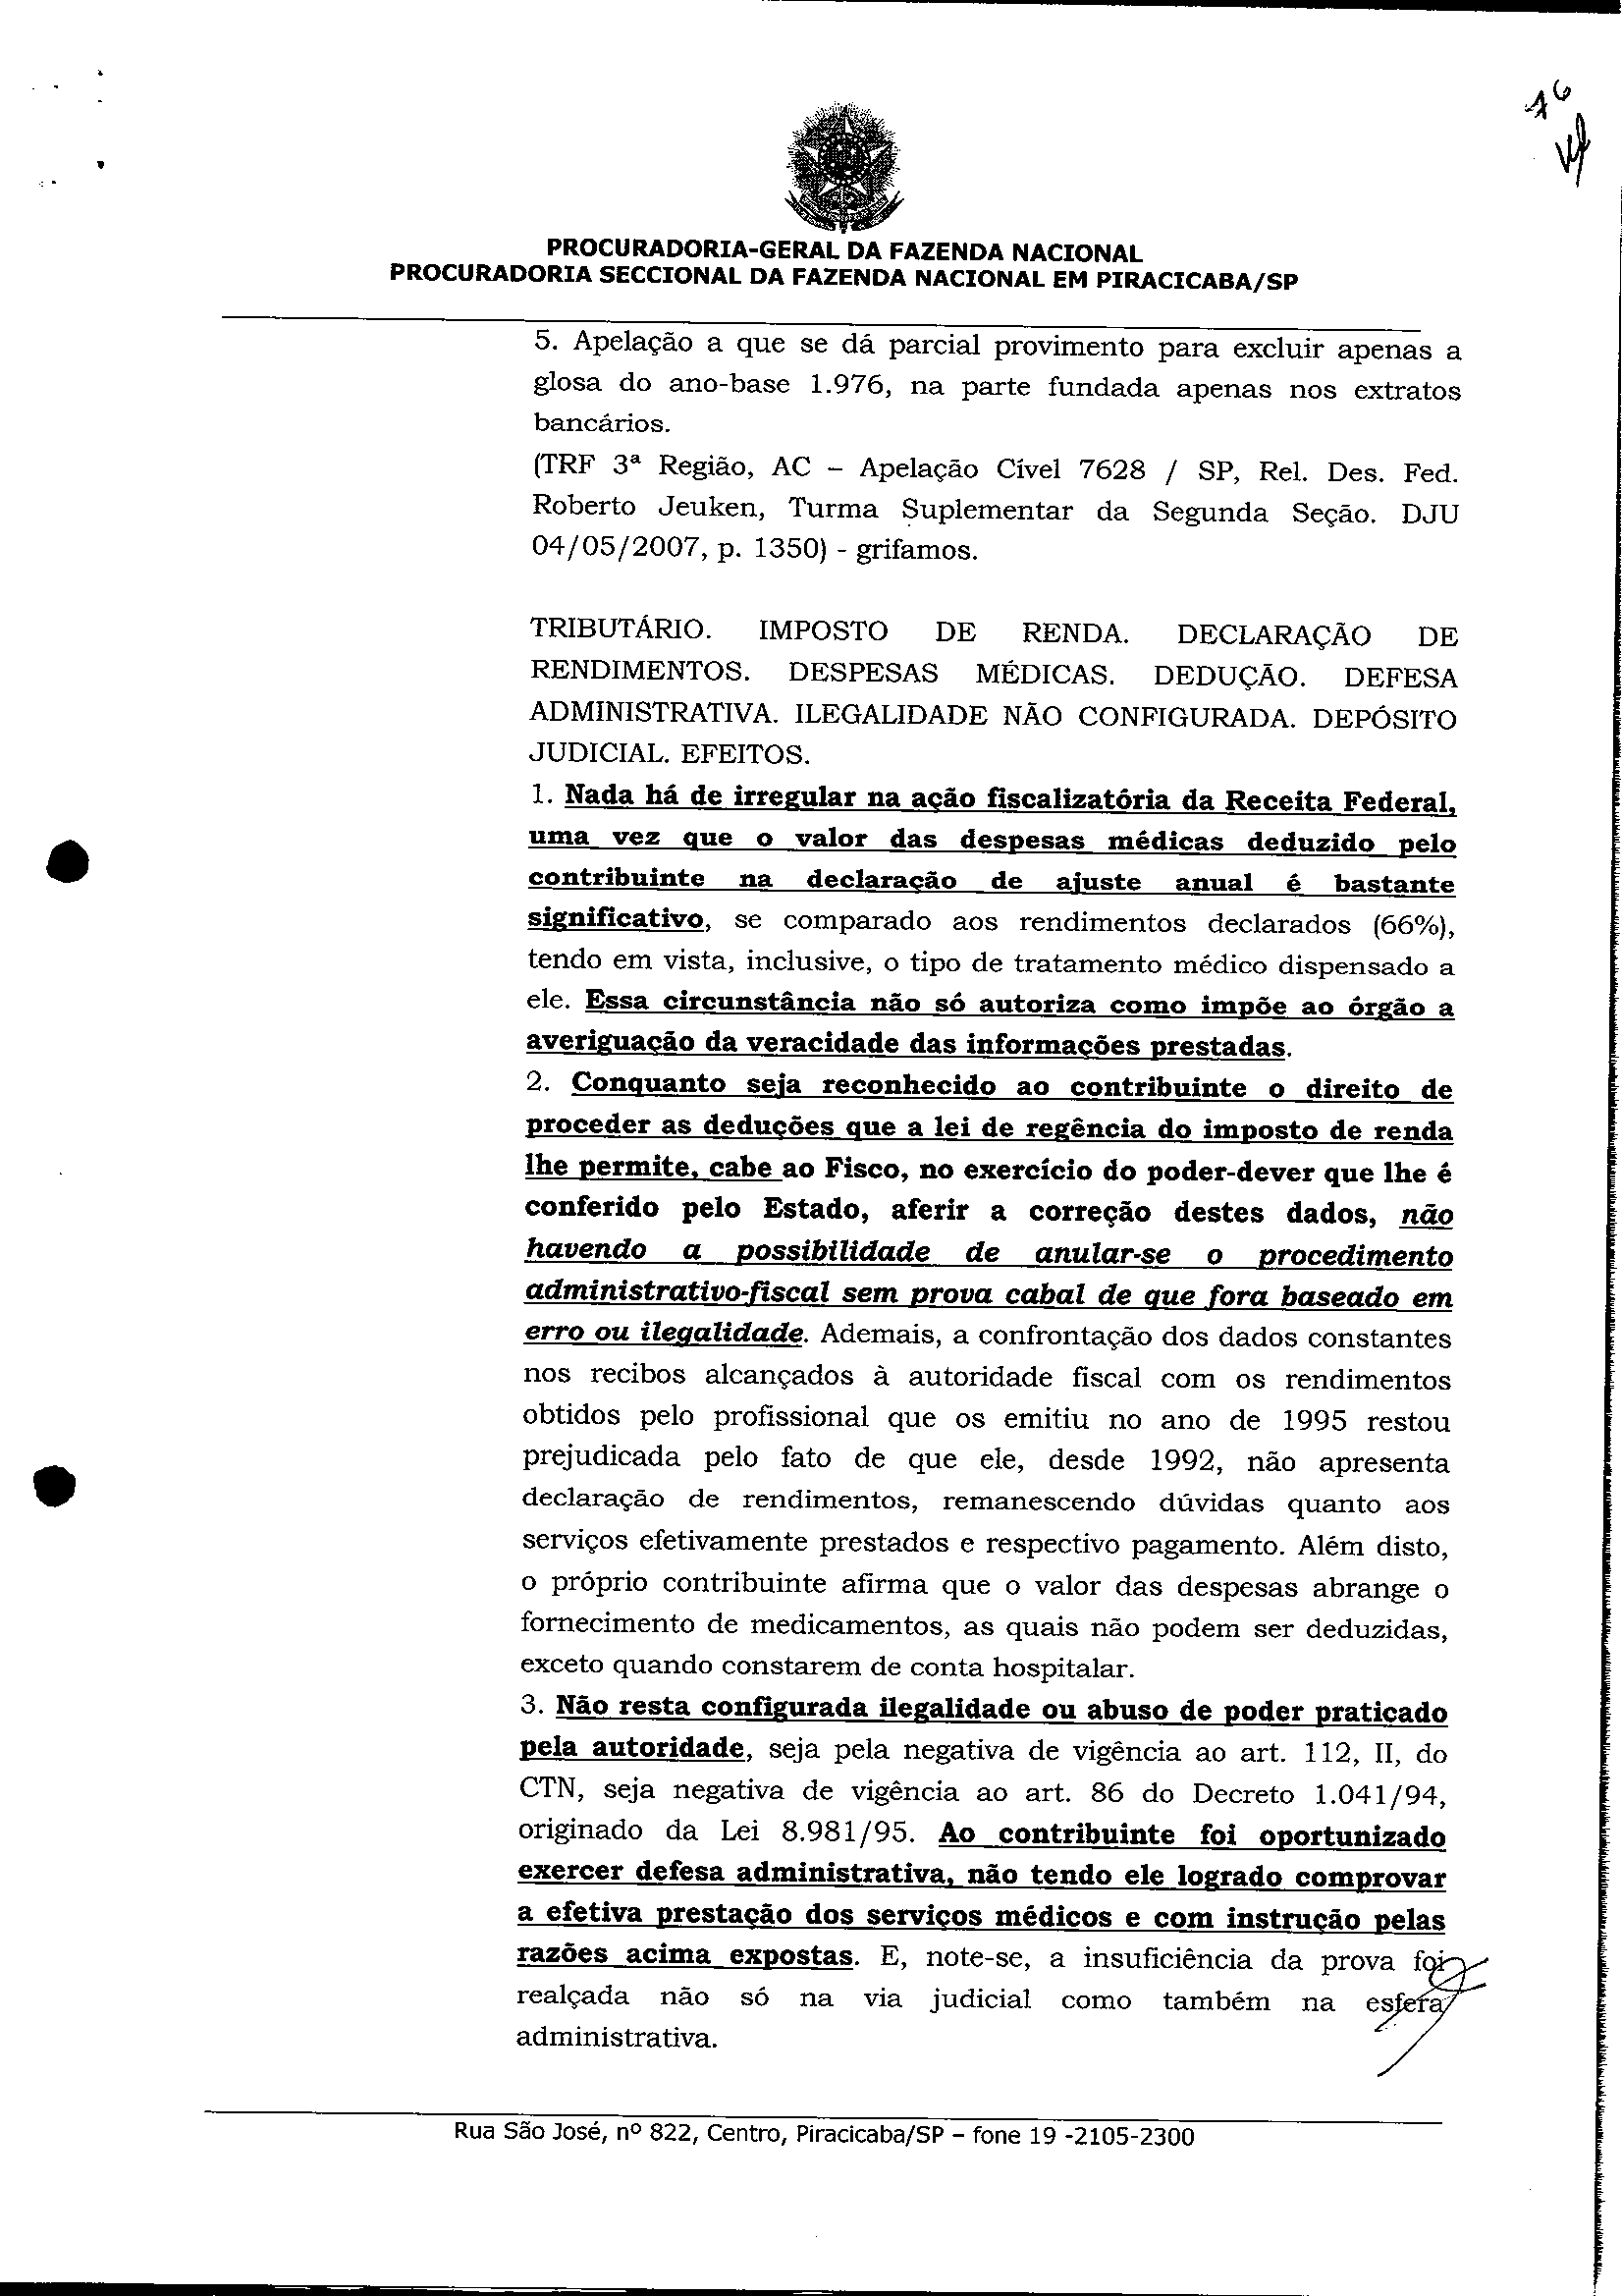 16
PROCURADORIA-GERAL DA FAZENDA NACIONAL
PROCURADORIA SECCIONAL DA FAZENDA NACIONAL EM PIRACICABA/SP
5. Apelação a que se dá parcial provimento para excluir apenas a
glosa do ano-base 1.976, na parte fundada apenas nos extratos
bancários.
(TRF 3ª Região, AC – Apelação Cível 7628 / SP, Rel. Des. Fed.
Roberto Jeuken, Turma Suplementar da Segunda Seção. DJU
04/05/2007, p. 1350) - grifamos.
TRIBUTÁRIO. IMPOSTO DE RENDA. DECLARAÇÃO DE
RENDIMENTOS. DESPESAS MÉDICAS. DEDUÇÃO. DEFESA
ADMINISTRATIVA. ILEGALIDADE NÃO CONFIGURADA. DEPÓSITO
JUDICIAL. EFEITOS.
1. Nada há de irregular na ação fiscalizatória da Receita Federal,
uma vez que o valor das despesas médicas deduzido pelo
contribuinte na declaração de ajuste anual é bastante
significativo, se comparado aos rendimentos declarados (66%),
tendo em vista, inclusive, o tipo de tratamento médico dispensado a
ele. Essa circunstância não só autoriza como impõe ao órgão a
averiguação da veracidade das informações prestadas.
2. Conquanto seja reconhecido ao contribuinte o direito de
proceder as deduções que a lei de regência do imposto de renda
lhe permite, cabe ao Fisco, no exercício do poder-dever que lhe é
conferido pelo Estado, aferir a correção destes dados, não
havendo a possibilidade de anular-se o procedimento
administrativo-fiscal sem prova cabal de que fora baseado em
erro ou ilegalidade. Ademais, a confrontação dos dados constantes
nos recibos alcançados à autoridade fiscal com os rendimentos
obtidos pelo profissional que os emitiu no ano de 1995 restou
prejudicada pelo fato de que ele, desde 1992, não apresenta
declaração de rendimentos, remanescendo dúvidas quanto aos
serviços efetivamente prestados e respectivo pagamento. Além disto,
o próprio contribuinte afirma que o valor das despesas abrange o
fornecimento de medicamentos, as quais não podem ser deduzidas,
exceto quando constarem de conta hospitalar.
3. Não resta configurada ilegalidade ou abuso de poder praticado
pela autoridade, seja pela negativa de vigência ao art. 112, II, do
CTN, seja negativa de vigência ao art. 86 do Decreto 1.041/94,
originado da Lei 8.981/95. Ao contribuinte foi oportunizado
exercer defesa administrativa, não tendo ele logrado comprovar
a efetiva prestação dos serviços médicos e com instrução pelas
razões acima expostas. E, note-se, a insuficiência da prova foi
realçada não só na via judicial como também na esfera
administrativa.
Rua São José, nº 822, Centro, Piracicaba/SP – fone 19 -2105-2300